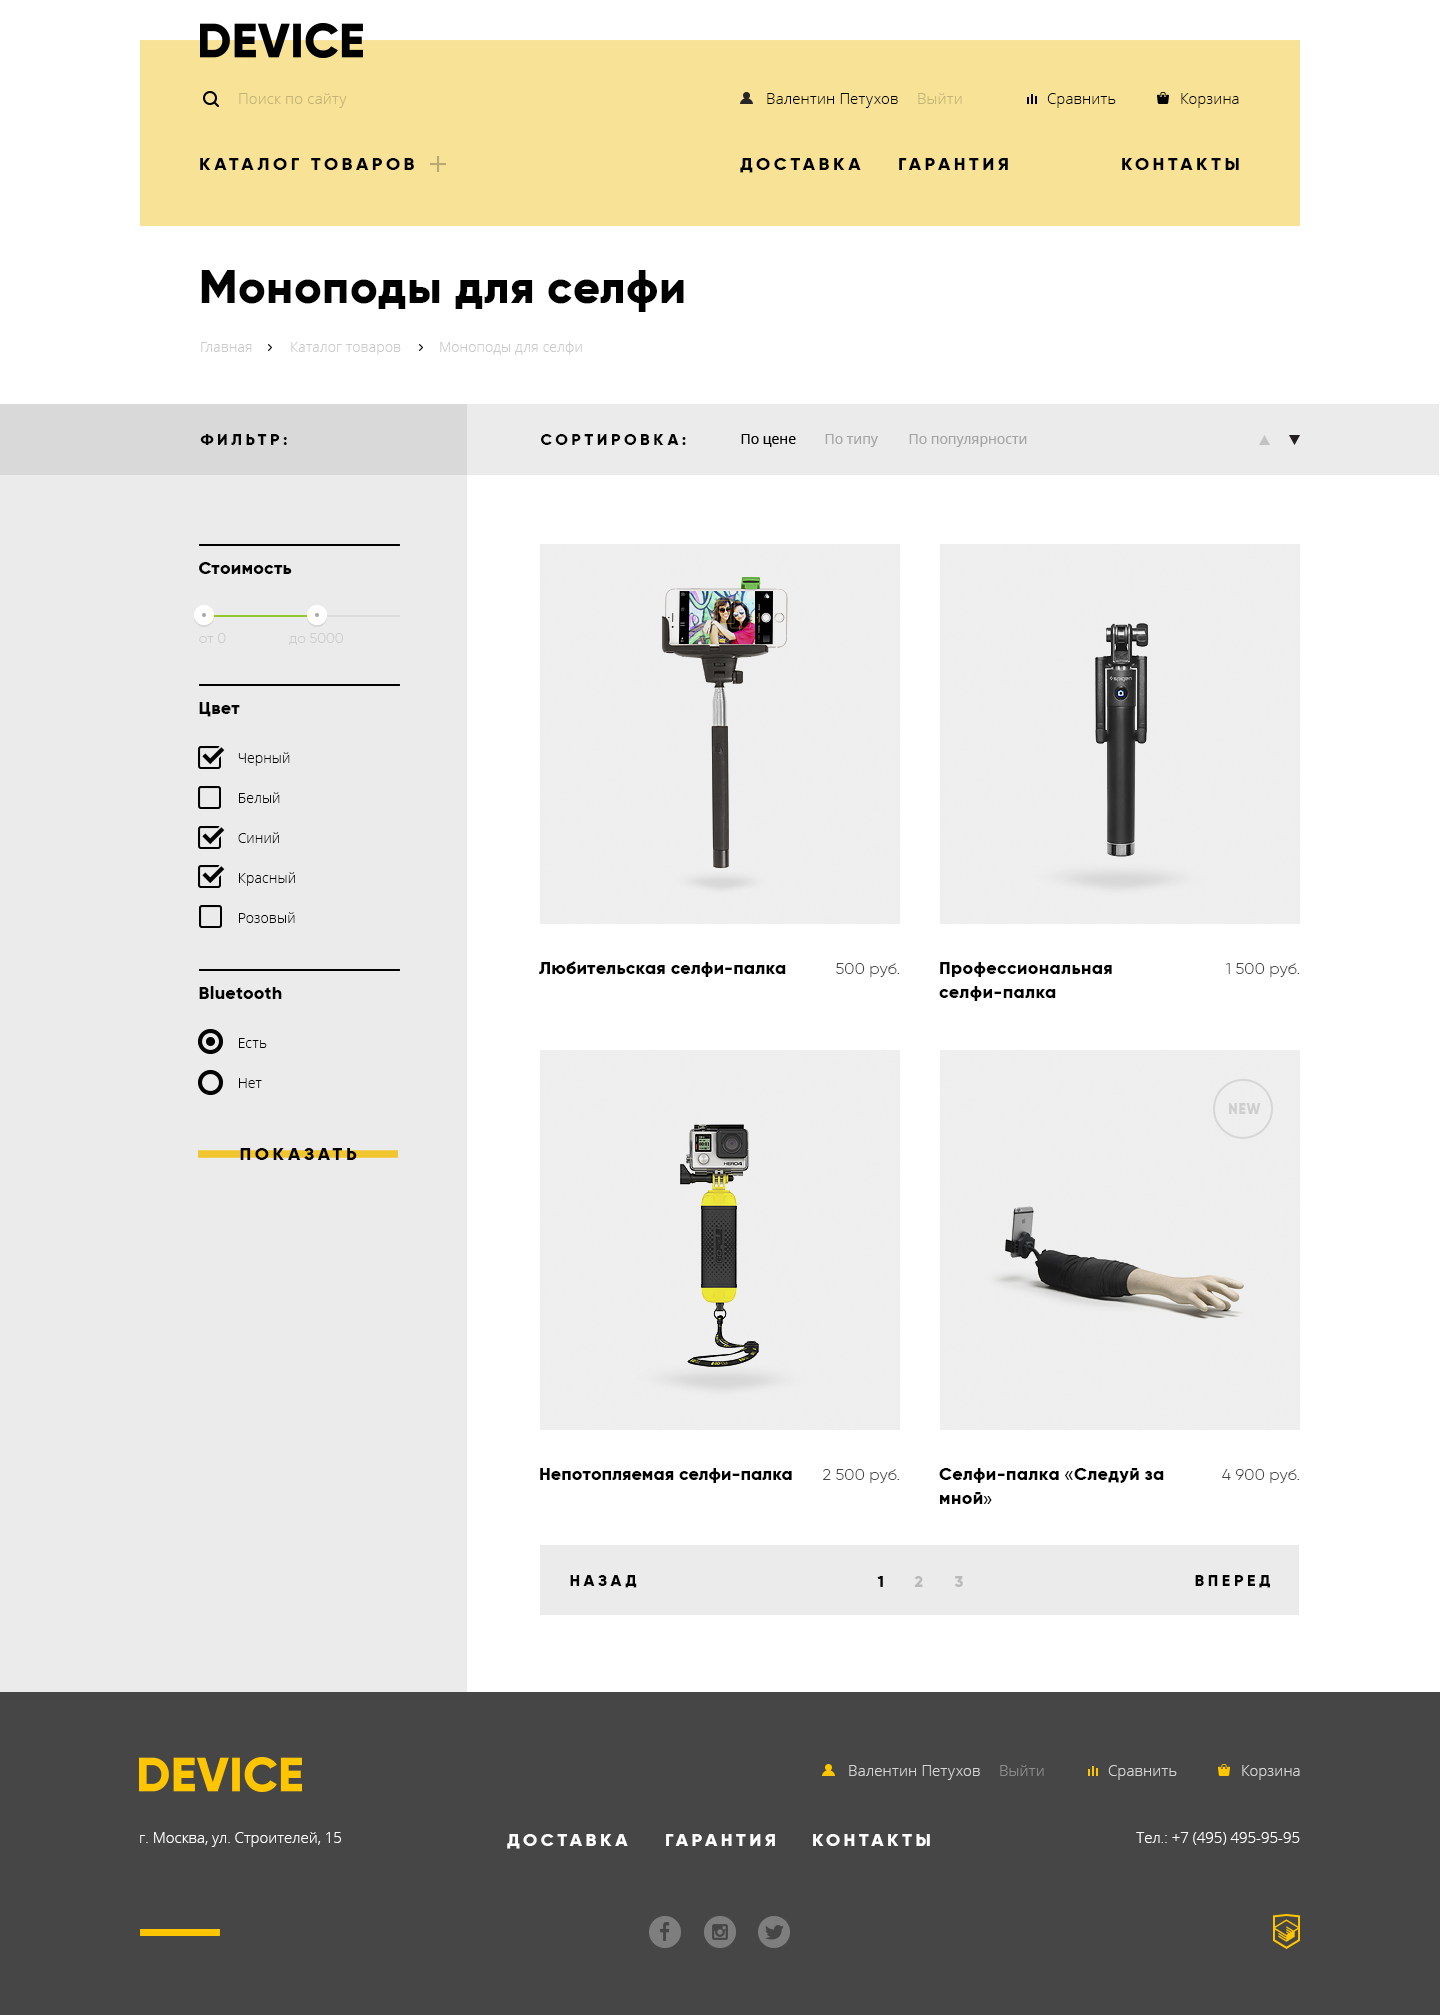 DEVICE
Поиск по сайту
Валентин Петухов Выйти
Сравнить
Корзина
КАТАЛОГ ТОВАРОВ
ДОСТАВКА ГАРАНТИЯ КОНТАКТЫ
Моноподы для селфи
Главная › Каталог товаров › Моноподы для селфи
ФИЛЬТР:
СОРТИРОВКА: По цене По типу По популярности
Стоимость
от 0 до 5000
Цвет
Черный
Белый
Синий
Красный
Розовый
Bluetooth
Есть
Нет
ПОКАЗАТЬ
spigen
Любительская селфи-палка 500 руб.
Профессиональная 1 500 руб.
селфи-палка
HERO4
NEW
Непотопляемая селфи-палка 2 500 руб.
Селфи-палка «Следуй за 4 900 руб.
мной»
НАЗАД 1 2 3 ВПЕРЕД
DEVICE
Валентин Петухов Выйти
Сравнить
Корзина
г. Москва, ул. Строителей, 15
ДОСТАВКА ГАРАНТИЯ КОНТАКТЫ
Тел.: +7 (495) 495-95-95